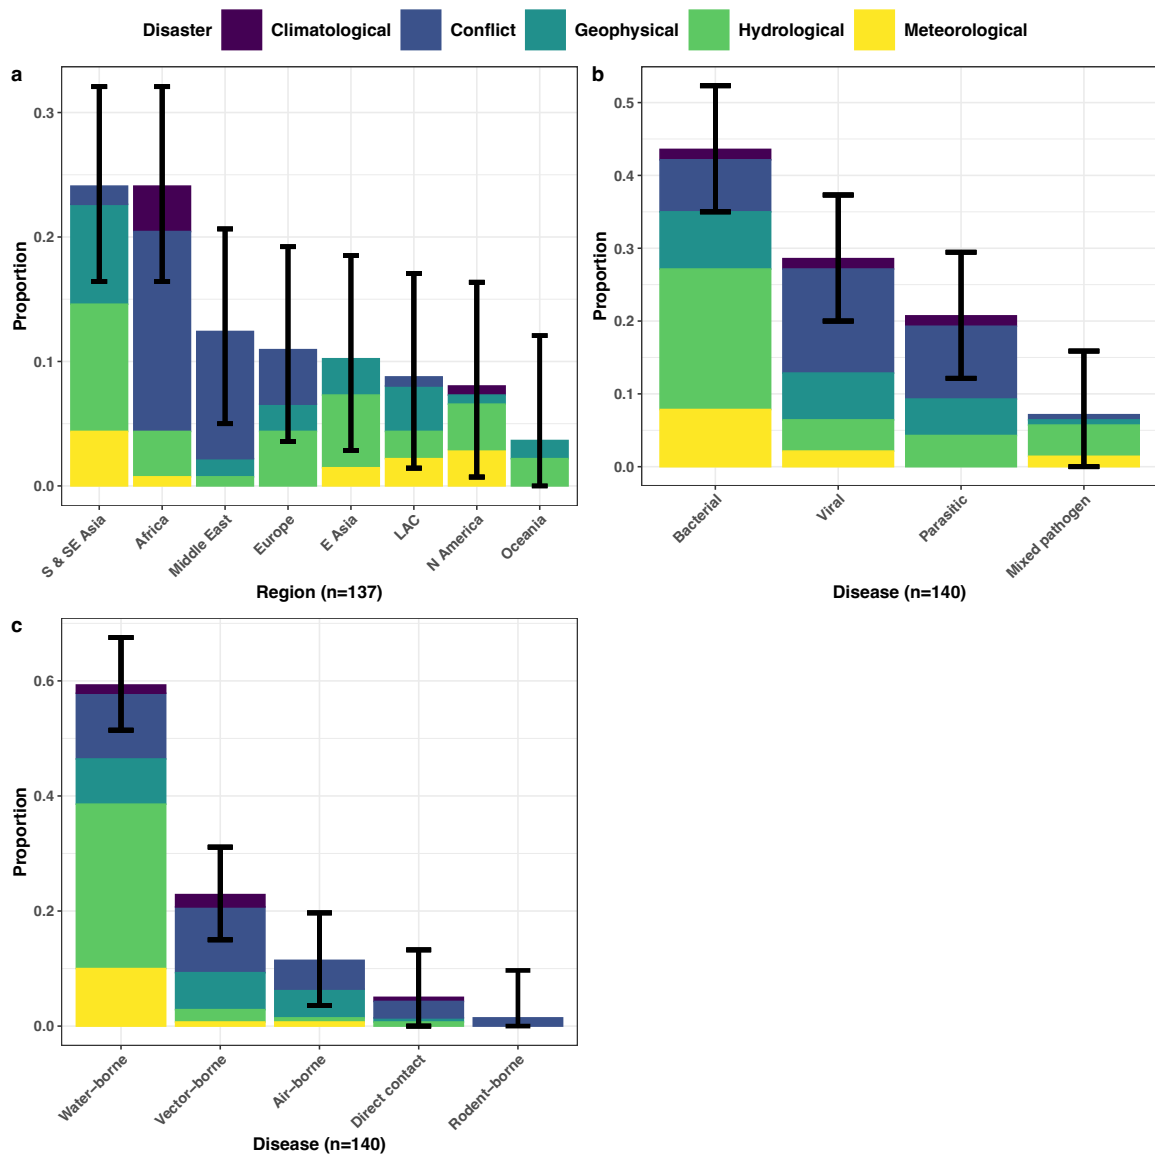 Disaster Climatological Conflict Geophysical Hydrological Meteorological
a
Proportion
0.3
0.2
0.1
0.0
S & SE Asia
Africa
Middle East
Europe
E Asia
LAC
N America
Oceania
Region (n=137)
b
Proportion
0.5
0.4
0.3
0.2
0.1
0.0
Bacterial
Viral
Parasitic
Mixed pathogen
Disease (n=140)
c
Proportion
0.6
0.4
0.2
0.0
Water−borne
Vector−borne
Air−borne
Direct contact
Rodent−borne
Disease (n=140)